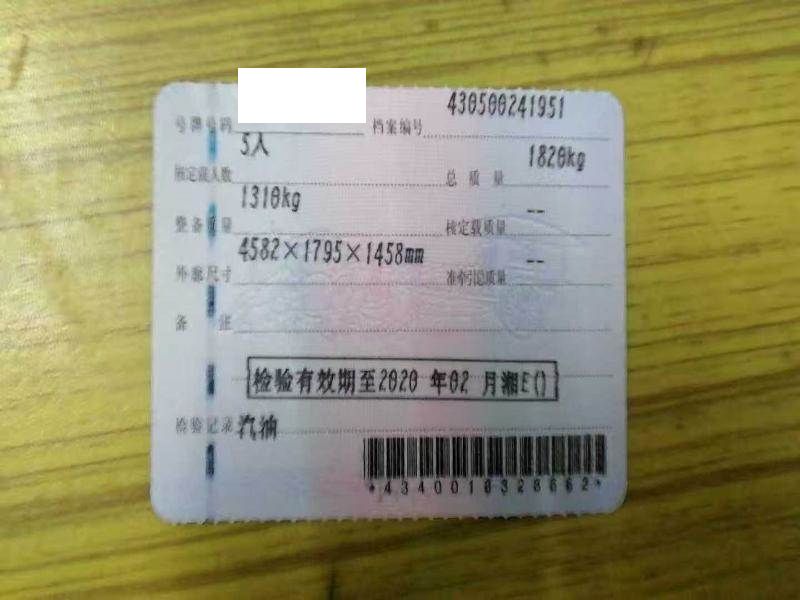 号牌号码 档案编号 430500241951
核定载人数 5人 总质量 1820kg
整备质量 1310kg 核定载质量 --
外廓尺寸 4582×1795×1458mm 准牵引总质量 --
备注
检验有效期至2020 年02 月湘E()
检验记录 汽油
*4340018328662*